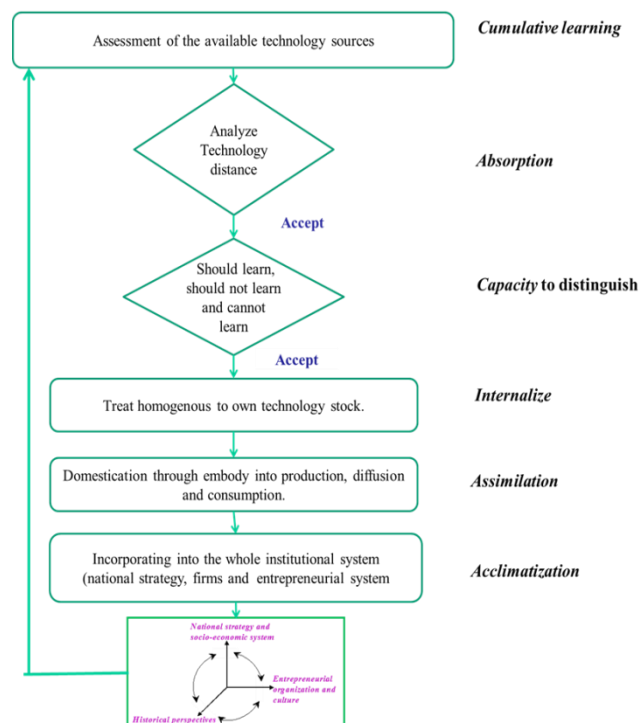 Assessment of the available technology sources
Cumulative learning
Analyze
Technology
distance
Absorption
Accept
Should learn,
should not learn
and cannot
learn
Capacity to distinguish
Accept
Treat homogenous to own technology stock.
Internalize
Domestication through embody into production, diffusion
and consumption.
Assimilation
Incorporating into the whole institutional system
(national strategy, firms and entrepreneurial system
Acclimatization
National strategy and
socio-economic system
Entrepreneurial
organization and
culture
Historical perspectives